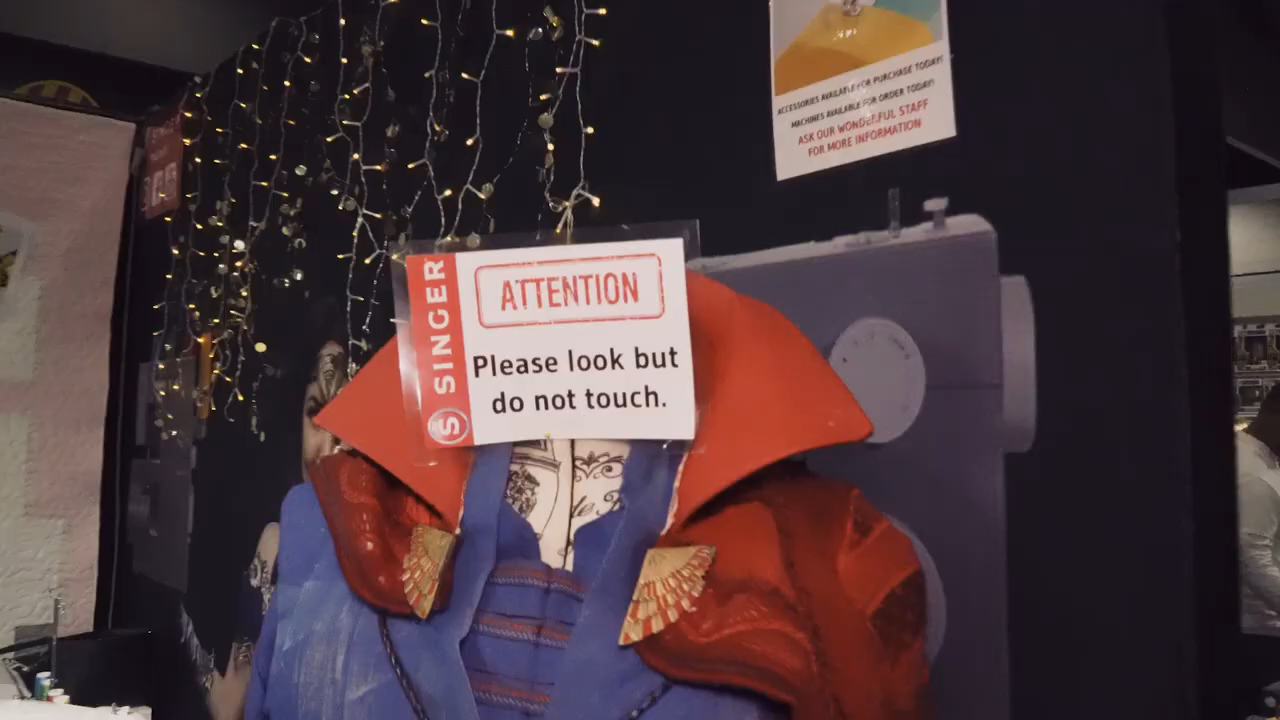 ACCESSORIES AVAILABLE FOR PURCHASE TODAY!
MACHINES AVAILABLE FOR ORDER TODAY!
ASK OUR WONDERFUL STAFF
FOR MORE INFORMATION
SINGER
ATTENTION
Please look but
do not touch.